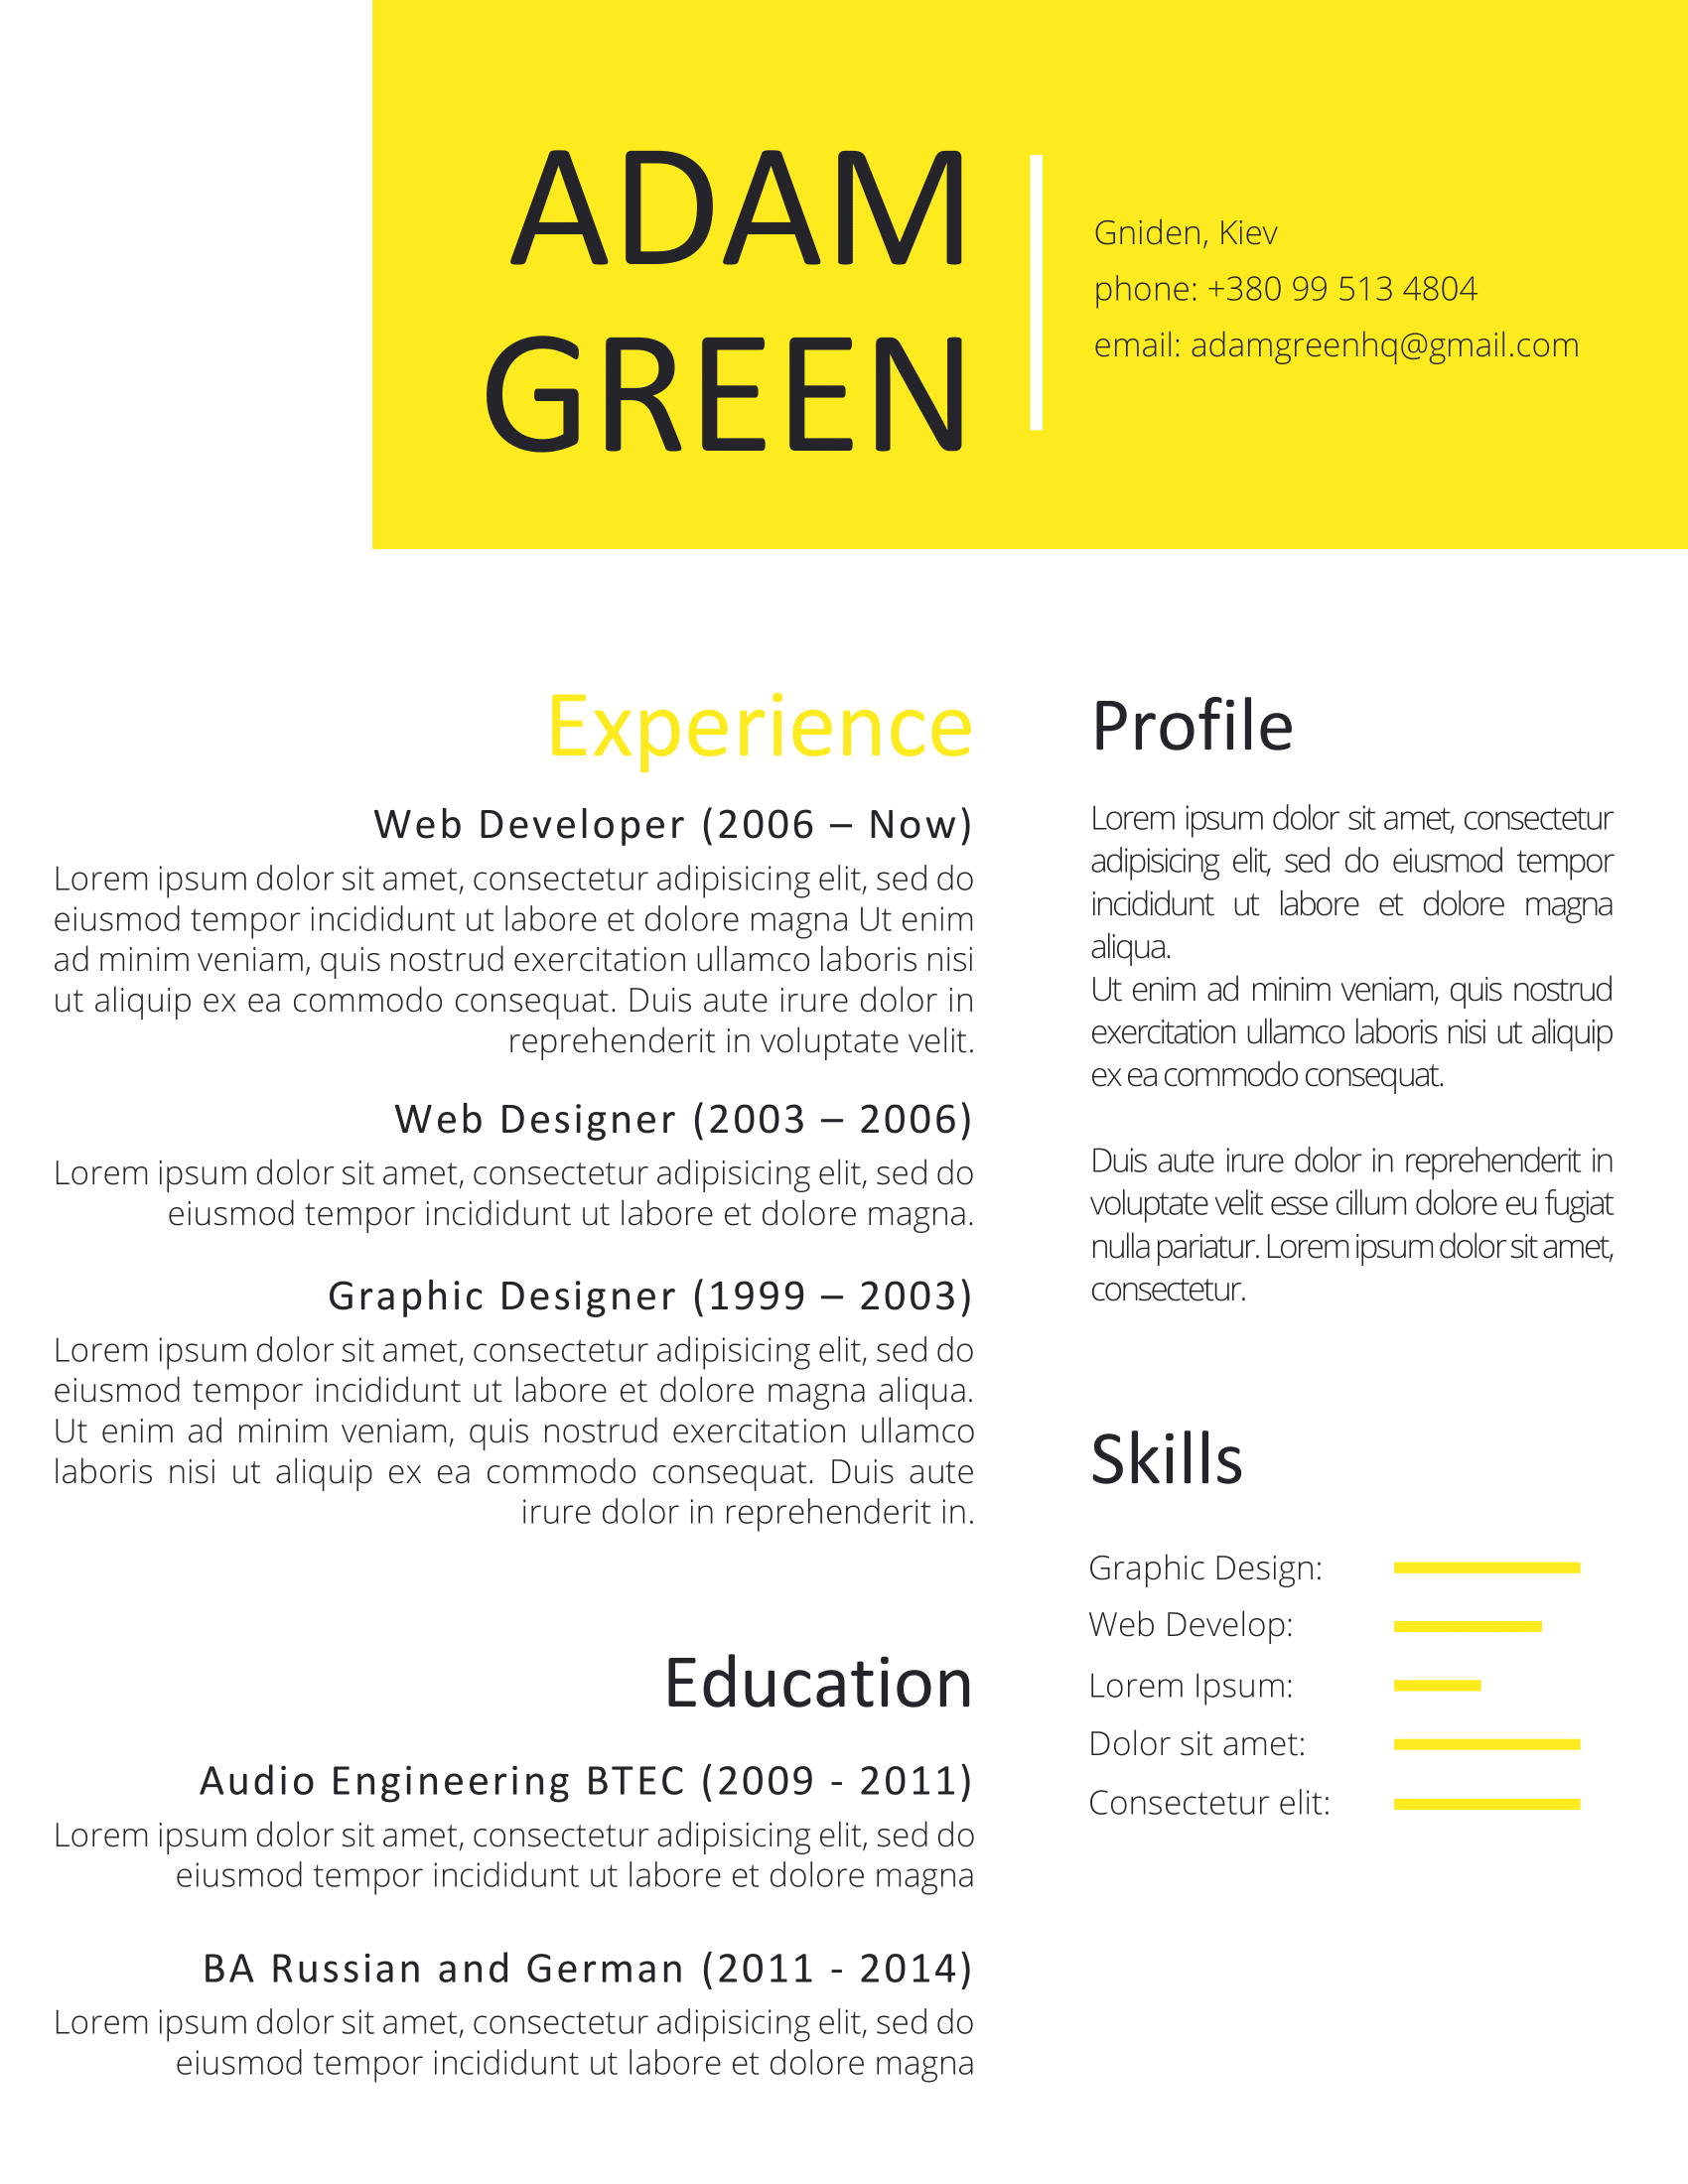 ADAM
GREEN
Gniden, Kiev
phone: +380 99 513 4804
email: adamgreenhq@gmail.com
Experience
Web Developer (2006 – Now)
Lorem ipsum dolor sit amet, consectetur adipisicing elit, sed do
eiusmod tempor incididunt ut labore et dolore magna Ut enim
ad minim veniam, quis nostrud exercitation ullamco laboris nisi
ut aliquip ex ea commodo consequat. Duis aute irure dolor in
reprehenderit in voluptate velit.
Web Designer (2003 – 2006)
Lorem ipsum dolor sit amet, consectetur adipisicing elit, sed do
eiusmod tempor incididunt ut labore et dolore magna.
Graphic Designer (1999 – 2003)
Lorem ipsum dolor sit amet, consectetur adipisicing elit, sed do
eiusmod tempor incididunt ut labore et dolore magna aliqua.
Ut enim ad minim veniam, quis nostrud exercitation ullamco
laboris nisi ut aliquip ex ea commodo consequat. Duis aute
irure dolor in reprehenderit in.
Education
Audio Engineering BTEC (2009 - 2011)
Lorem ipsum dolor sit amet, consectetur adipisicing elit, sed do
eiusmod tempor incididunt ut labore et dolore magna
BA Russian and German (2011 - 2014)
Lorem ipsum dolor sit amet, consectetur adipisicing elit, sed do
eiusmod tempor incididunt ut labore et dolore magna
Profile
Lorem ipsum dolor sit amet, consectetur
adipisicing elit, sed do eiusmod tempor
incididunt ut labore et dolore magna
aliqua.
Ut enim ad minim veniam, quis nostrud
exercitation ullamco laboris nisi ut aliquip
ex ea commodo consequat.
Duis aute irure dolor in reprehenderit in
voluptate velit esse cillum dolore eu fugiat
nulla pariatur. Lorem ipsum dolor sit amet,
consectetur.
Skills
Graphic Design:
Web Develop:
Lorem Ipsum:
Dolor sit amet:
Consectetur elit: